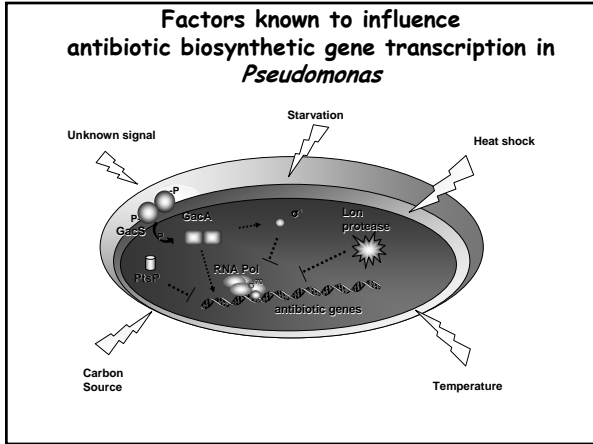 Factors known to influence
antibiotic biosynthetic gene transcription in
Pseudomonas
Starvation
Unknown signal
Heat shock
-P
P-
GacS
P
GacA
σ
Lon
protease
PtsP
RNA Pol
σ70
antibiotic genes
Carbon
Source
Temperature